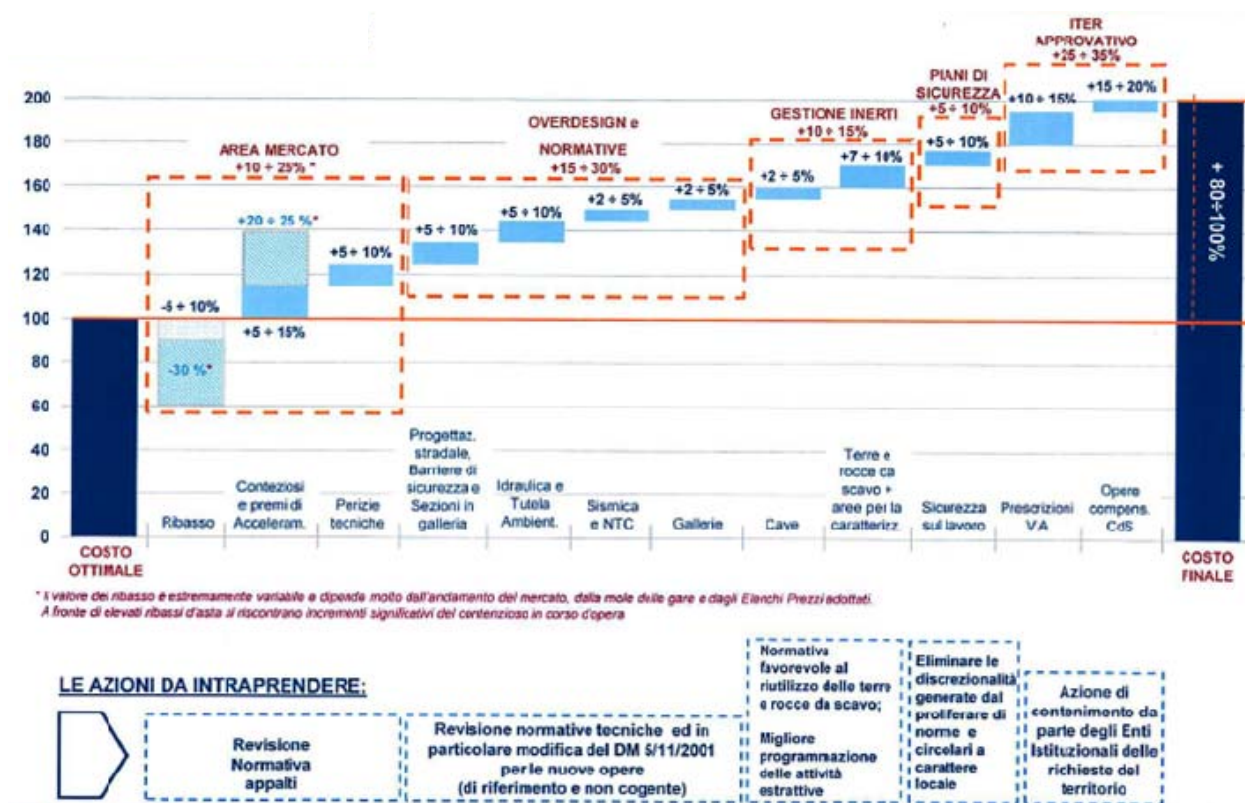 ITER
APPROVATIVO
+25 ÷ 35%
PIANI DI
SICUREZZA
+5 ÷ 10%
+10 ÷ 15%
+15 ÷ 20%
GESTIONE INERTI
+10 ÷ 15%
OVERDESIGN e
NORMATIVE
+15 ÷ 30%
AREA MERCATO
+10 ÷ 25% *
200
180
160
140
120
100
80
60
40
20
0
-5 ÷ 10%
-30 %*
+20 ÷ 25 %*
+5 ÷ 15%
+5 ÷ 10%
+5 ÷ 10%
+5 ÷ 10%
+2 ÷ 5%
+2 ÷ 5%
+2 ÷ 5%
+7 ÷ 10%
+5 ÷ 10%
+ 80÷100%
COSTO
OTTIMALE
Ribasso
Conteziosi
e premi di
Acceleram.
Perizie
tecniche
Progettaz.
stradale,
Barriere di
sicurezza e
Sezioni in
galleria
Idraulica e
Tutela
Ambient.
Sismica
e NTC
Gallerie
Cave
Terre e
rocce da
scavo +
aree per la
caratterizz.
Sicurezza
sul lavoro
Prescrizioni
VIA
Opere
compens.
CdS
COSTO
FINALE
* Il valore del ribasso è estremamente variabile e dipende molto dall'andamento del mercato, dalla mole delle gare e dagli Elenchi Prezzi adottati.
A fronte di elevati ribassi d'asta si riscontrano incrementi significativi del contenzioso in corso d'opera
LE AZIONI DA INTRAPRENDERE:
Revisione
Normativa
appalti
Revisione normative tecniche ed in
particolare modifica del DM 5/11/2001
per le nuove opere
(di riferimento e non cogente)
Normativa
favorevole al
riutilizzo delle terre
e rocce da scavo;
Migliore
programmazione
delle attività
estrattive
Eliminare le
discrezionalità
generate dal
proliferare di
norme e
circolari a
carattere
locale
Azione di
contenimento da
parte degli Enti
Istituzionali delle
richieste del
territorio